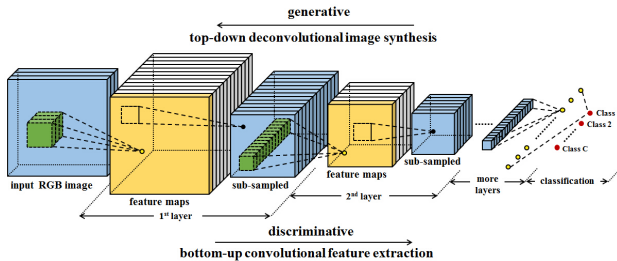 generative
top-down deconvolutional image synthesis
Class
Class 2
Class C
input RGB image
feature maps
sub-sampled
feature maps
sub-sampled
more
layers
classification
1st layer
2nd layer
discriminative
bottom-up convolutional feature extraction